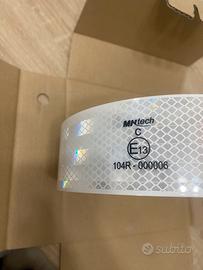 MHtech
C
E13
104R - 000006
subito